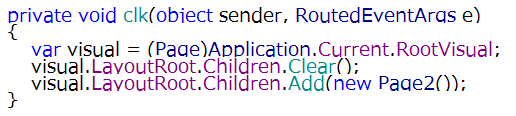 private void clk(object sender, RoutedEventArgs e)
{
    var visual = (Page)Application.Current.RootVisual;
    visual.LayoutRoot.Children.Clear();
    visual.LayoutRoot.Children.Add(new Page2());
}